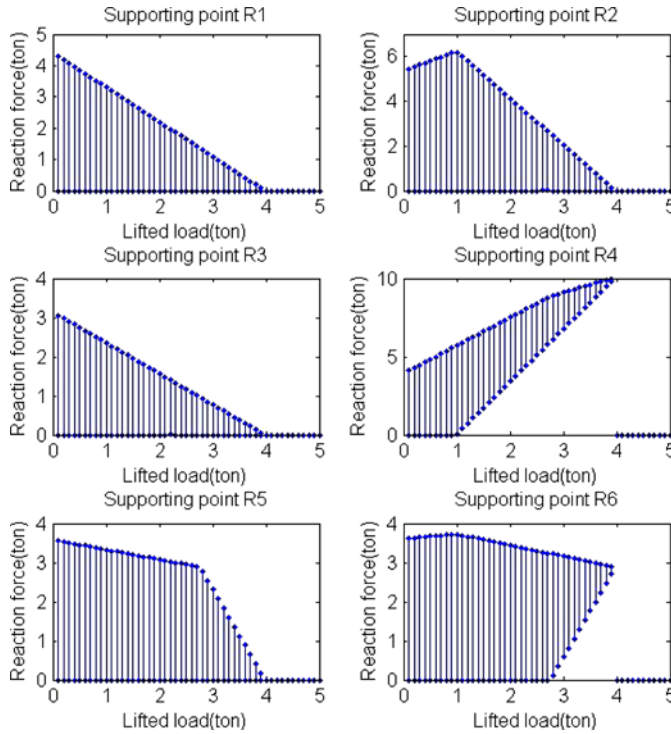 Supporting point R1
Supporting point R2
5
4
3
2
1
0
Reaction force(ton)
0 1 2 3 4 5
Lifted load(ton)
6
4
2
0
Reaction force(ton)
0 1 2 3 4 5
Lifted load(ton)
Supporting point R3
Supporting point R4
4
3
2
1
0
Reaction force(ton)
0 1 2 3 4 5
Lifted load(ton)
10
5
0
Reaction force(ton)
0 1 2 3 4 5
Lifted load(ton)
Supporting point R5
Supporting point R6
4
3
2
1
0
Reaction force(ton)
0 1 2 3 4 5
Lifted load(ton)
4
3
2
1
0
Reaction force(ton)
0 1 2 3 4 5
Lifted load(ton)